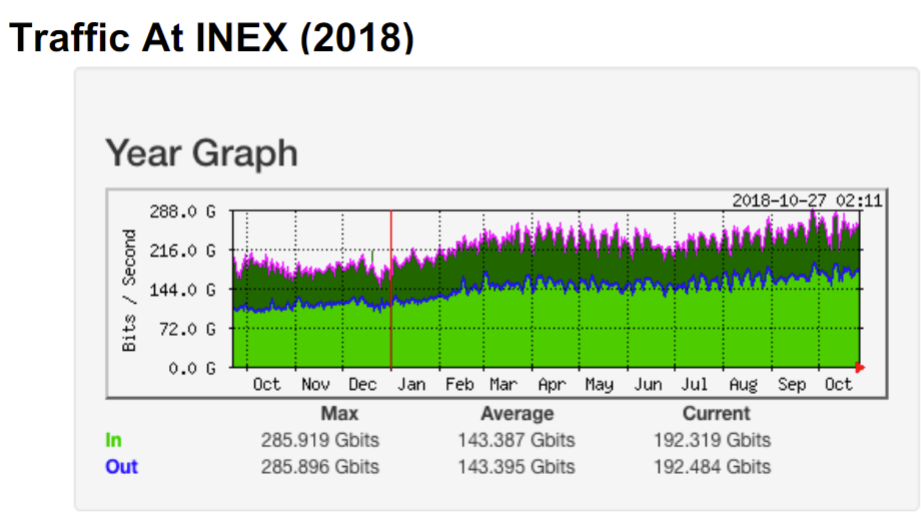 Traffic At INEX (2018)
Year Graph
2018-10-27 02:11
288.0 G
216.0 G
144.0 G
72.0 G
0.0 G
Bits / Second
Oct Nov Dec Jan Feb Mar Apr May Jun Jul Aug Sep Oct
Max Average Current
In 285.919 Gbits 143.387 Gbits 192.319 Gbits
Out 285.896 Gbits 143.395 Gbits 192.484 Gbits